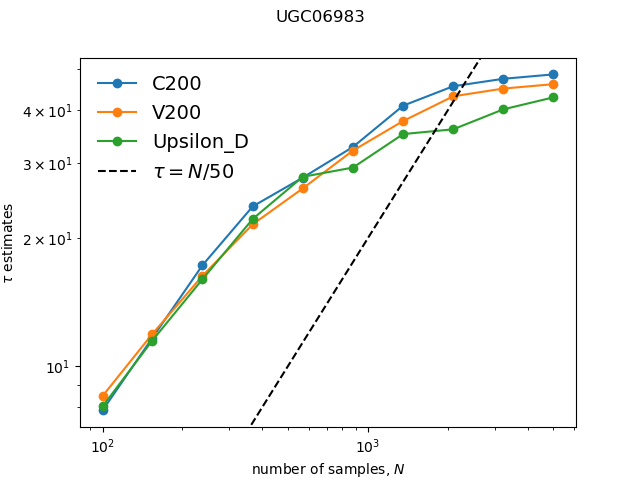 UGC06983
C200
V200
Upsilon_D
τ = N/50
τ estimates
4 × 10¹
3 × 10¹
2 × 10¹
10¹
10²
10³
number of samples, N